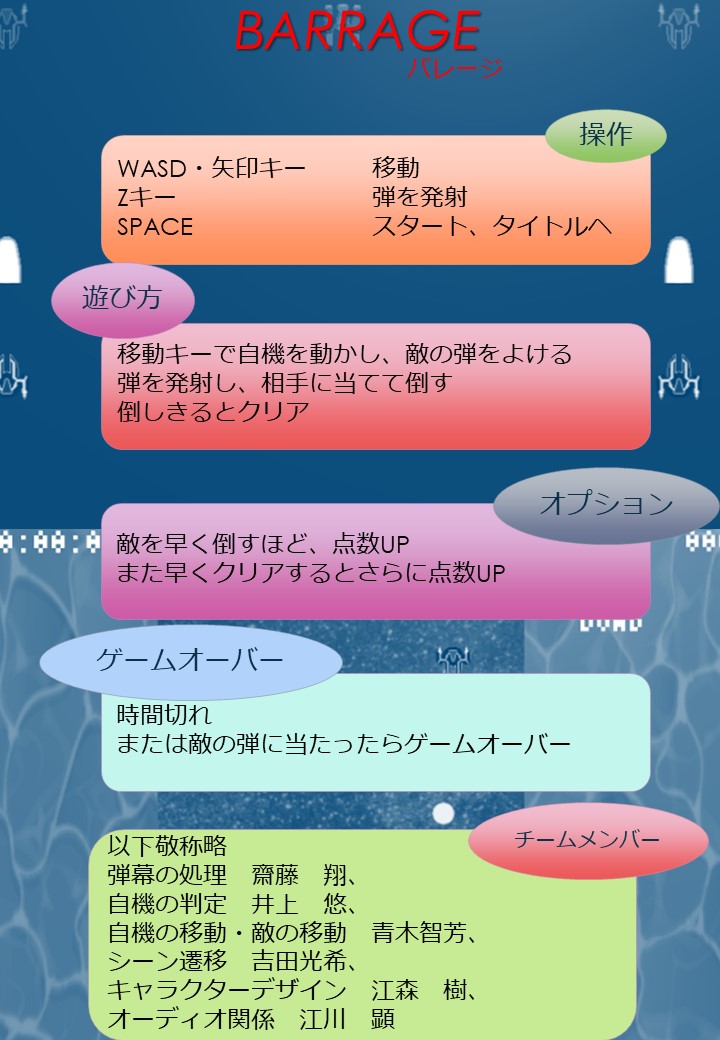 BARRAGE
バレージ
操作
WASD・矢印キー　移動
Zキー　弾を発射
SPACE　スタート、タイトルへ
遊び方
移動キーで自機を動かし、敵の弾をよける
弾を発射し、相手に当てて倒す
倒しきるとクリア
オプション
敵を早く倒すほど、点数UP
また早くクリアするとさらに点数UP
ゲームオーバー
時間切れ
または敵の弾に当たったらゲームオーバー
チームメンバー
以下敬称略
弾幕の処理　齋藤　翔、
自機の判定　井上　悠、
自機の移動・敵の移動　青木智芳、
シーン遷移　吉田光希、
キャラクターデザイン　江森　樹、
オーディオ関係　江川　顕